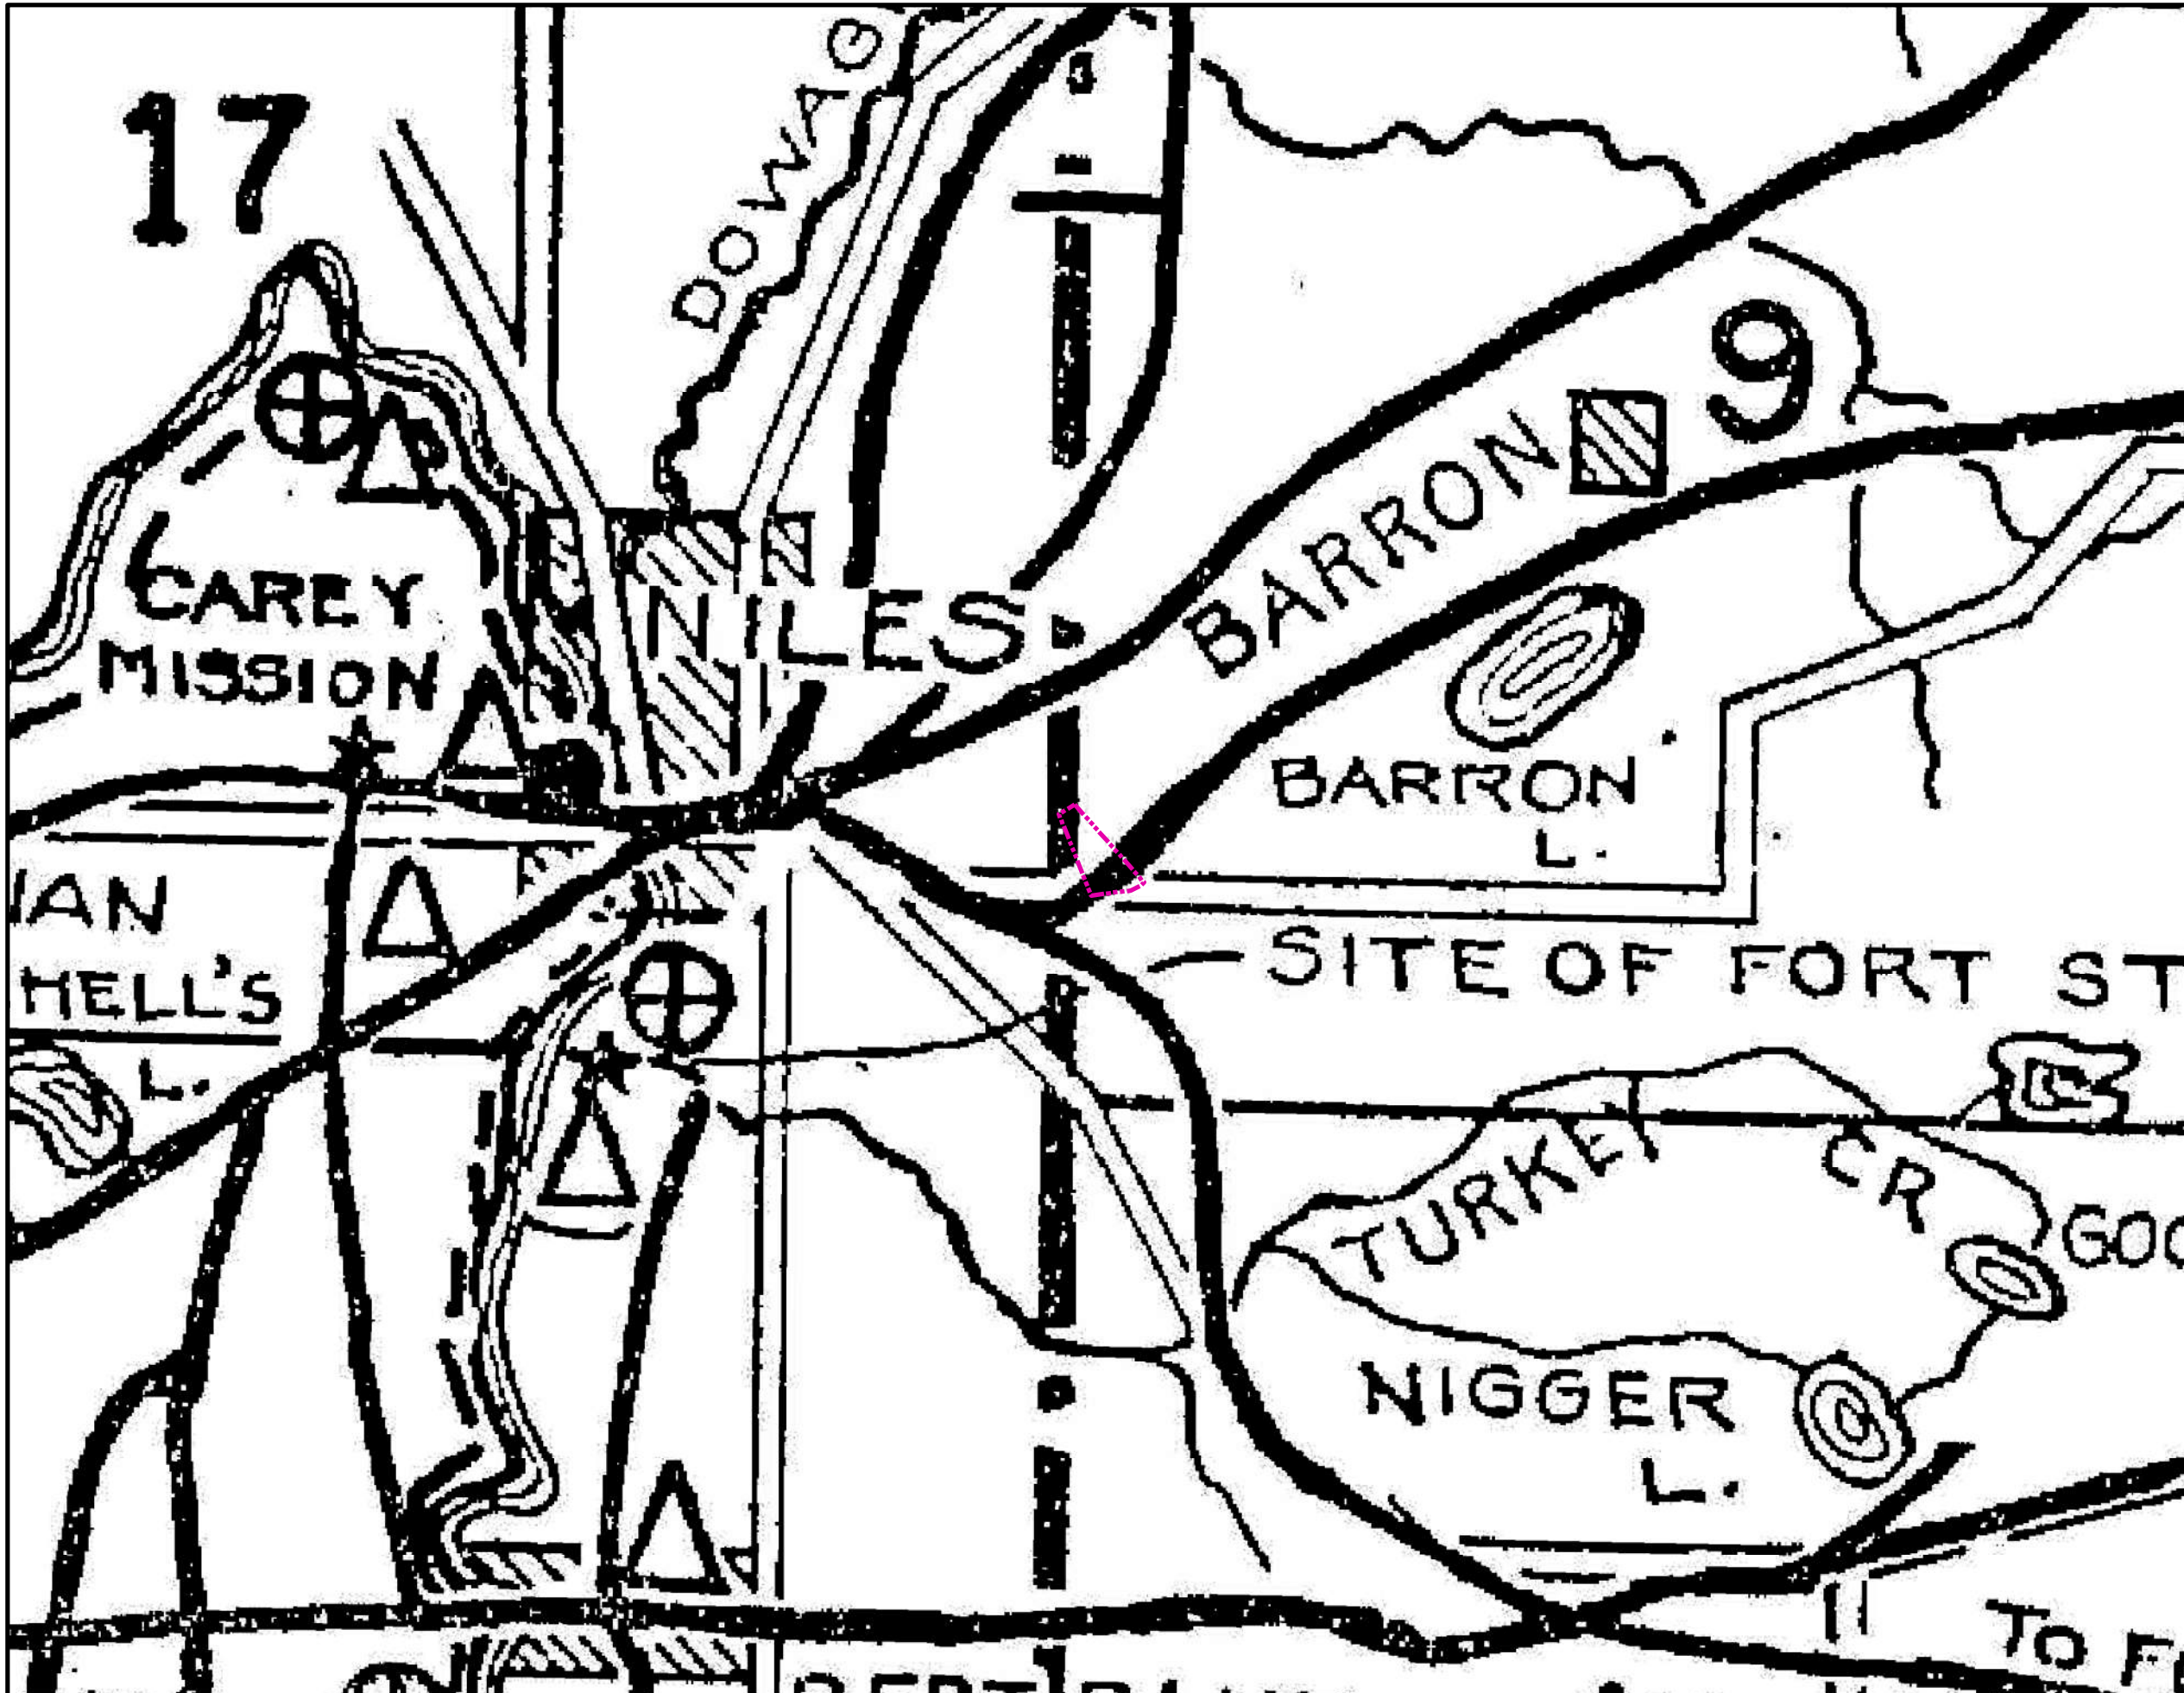 17
DOWAG
9
BARRON
CAREY
MISSION
NILES
BARRON
L.
IAN
HELL'S
L.
SITE OF FORT ST
TURKEY CR
GOO
NIGGER
L.
TO F